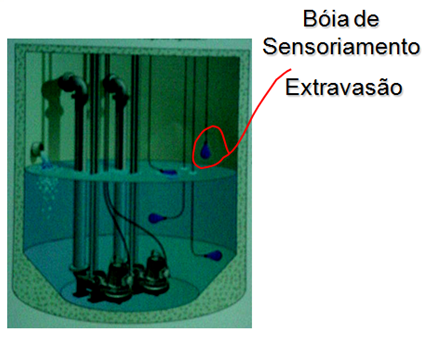 Bóia de
Sensoriamento
Extravasão